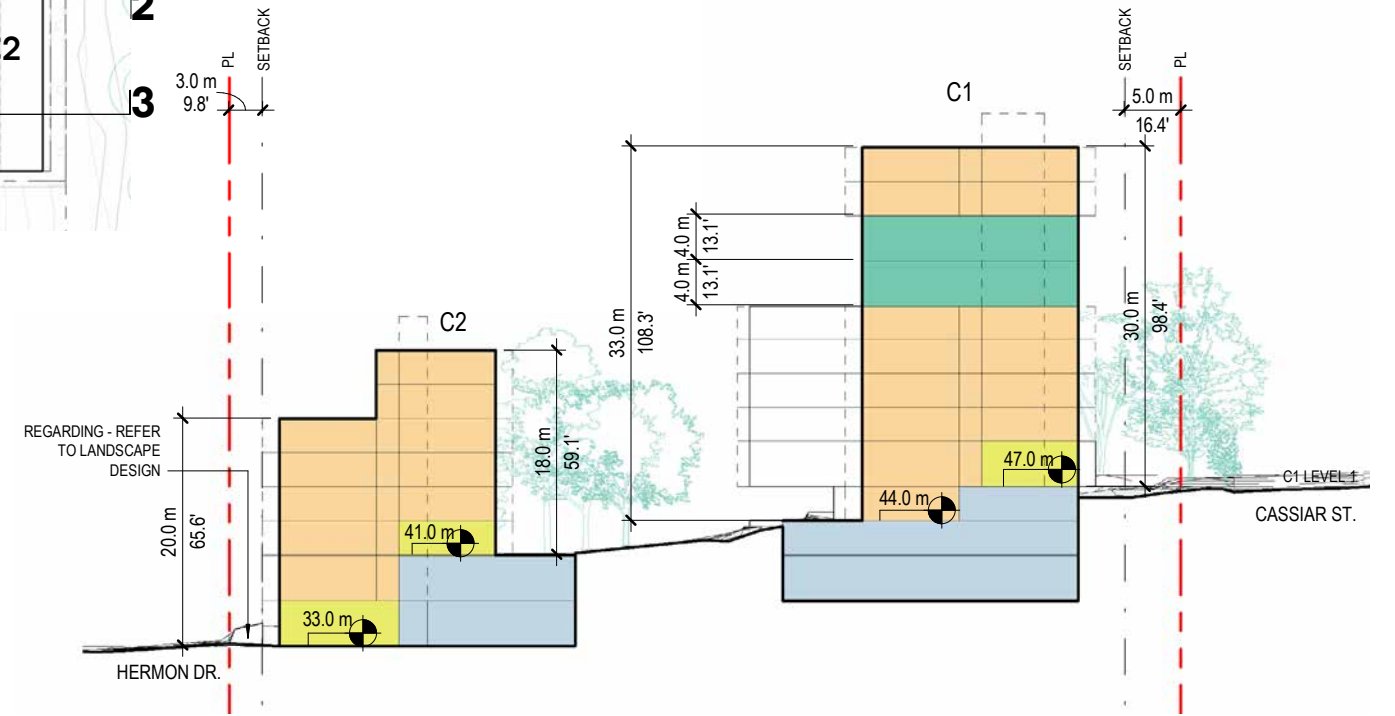 2
2
3
SETBACK
PL
3.0 m
9.8'
SETBACK
PL
5.0 m
16.4'
C1
4.0 m
13.1'
4.0 m
13.1'
33.0 m
108.3'
30.0 m
98.4'
C2
18.0 m
59.1'
REGARDING - REFER
TO LANDSCAPE
DESIGN
20.0 m
65.6'
47.0 m
44.0 m
C1 LEVEL 1
CASSIAR ST.
41.0 m
33.0 m
HERMON DR.